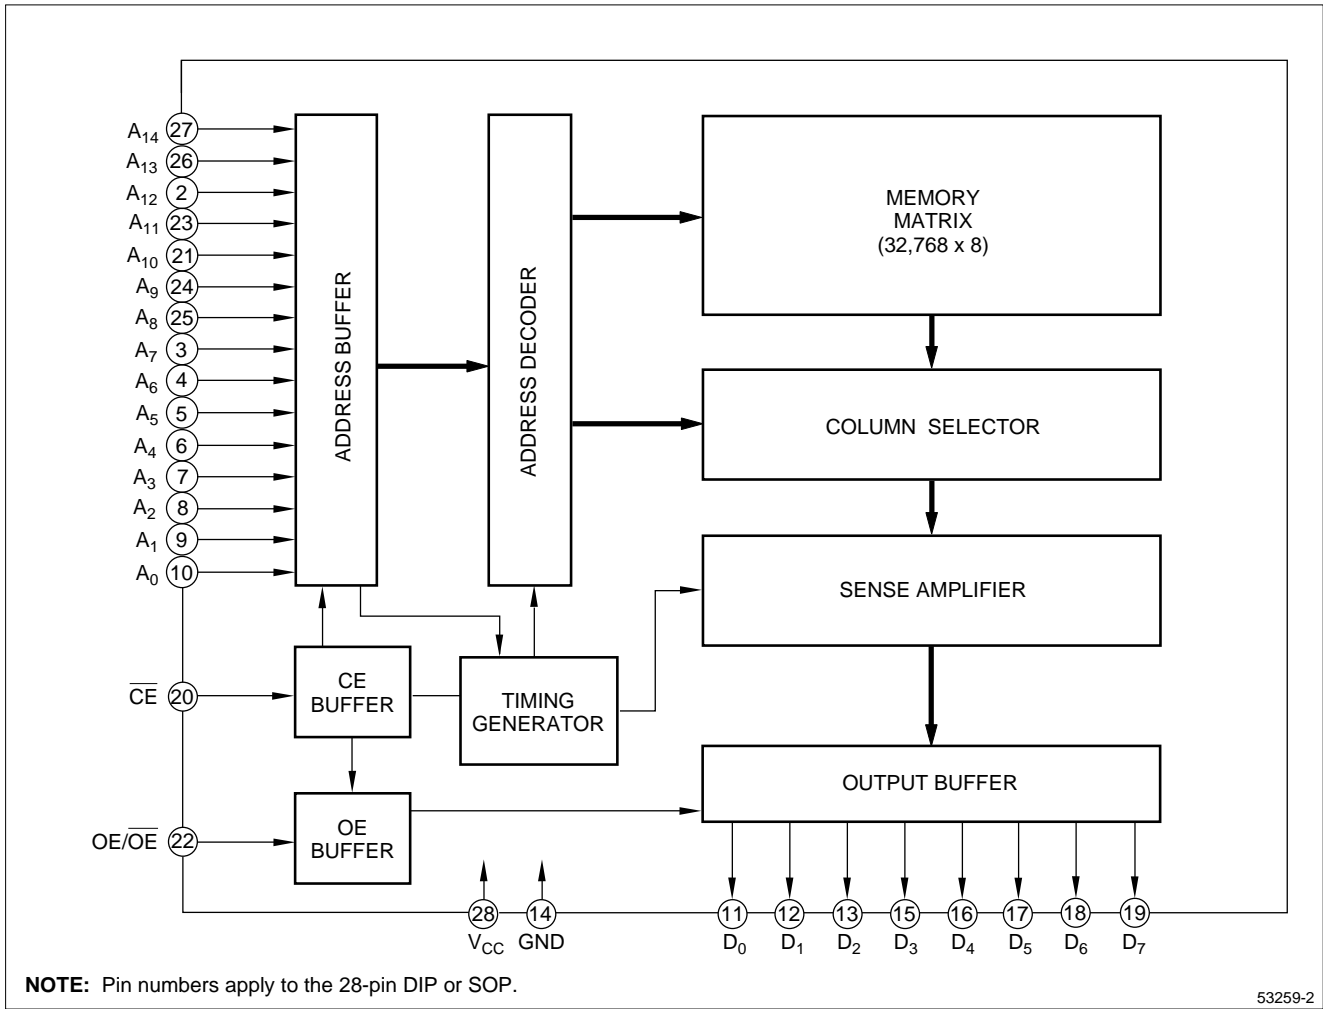 A14 27
A13 26
A12 2
A11 23
A10 21
A9 24
A8 25
A7 3
A6 4
A5 5
A4 6
A3 7
A2 8
A1 9
A0 10
CE 20
OE/OE 22
ADDRESS BUFFER
ADDRESS DECODER
MEMORY
MATRIX
(32,768 x 8)
COLUMN SELECTOR
SENSE AMPLIFIER
CE
BUFFER
TIMING
GENERATOR
OE
BUFFER
OUTPUT BUFFER
28 14 11 12 13 15 16 17 18 19
VCC GND D0 D1 D2 D3 D4 D5 D6 D7
NOTE: Pin numbers apply to the 28-pin DIP or SOP.
53259-2